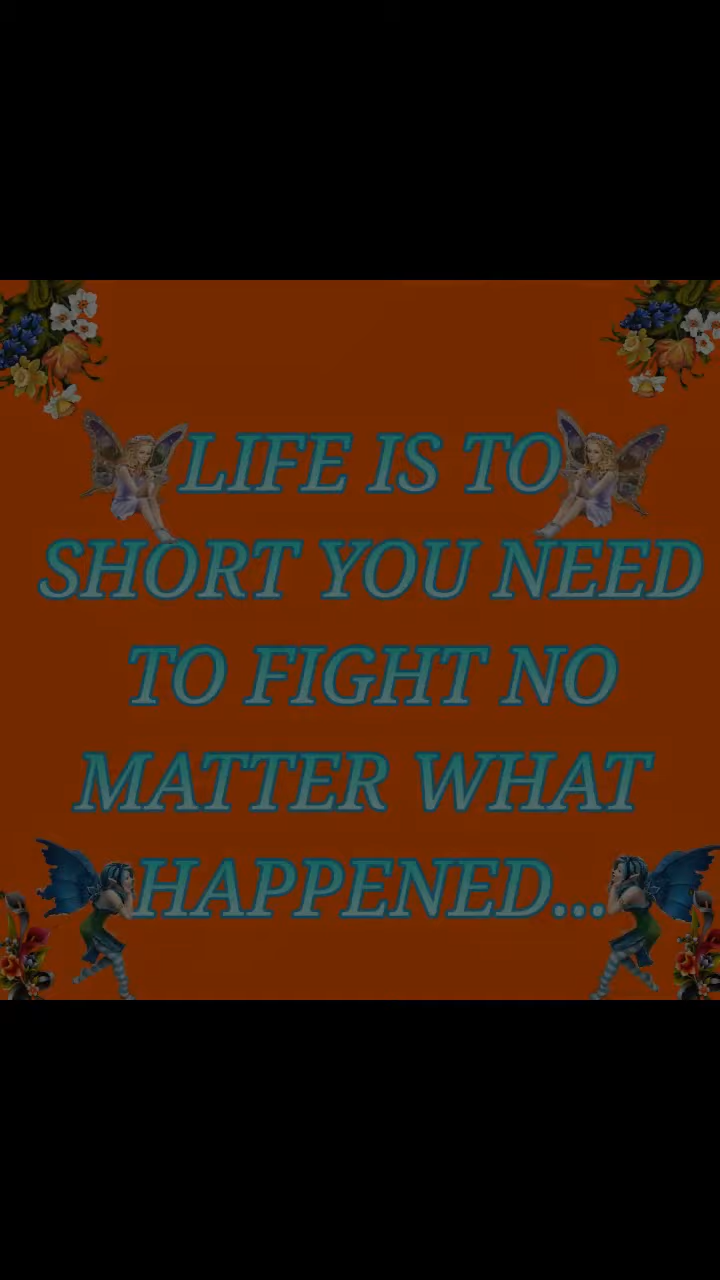 LIFE IS TO
SHORT YOU NEED
TO FIGHT NO
MATTER WHAT
HAPPENED...